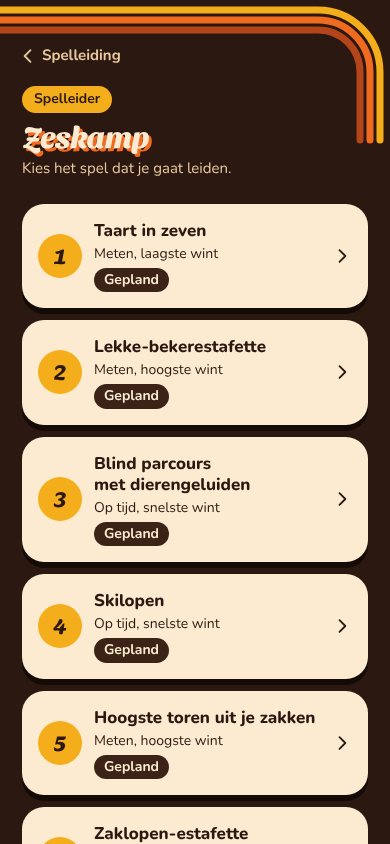 Spelleiding
Spelleider
Zeskamp
Kies het spel dat je gaat leiden.
1
Taart in zeven
Meten, laagste wint
Gepland
2
Lekke-bekerestafette
Meten, hoogste wint
Gepland
3
Blind parcours
met dierengeluiden
Op tijd, snelste wint
Gepland
4
Skilopen
Op tijd, snelste wint
Gepland
5
Hoogste toren uit je zakken
Meten, hoogste wint
Gepland
Zaklopen-estafette